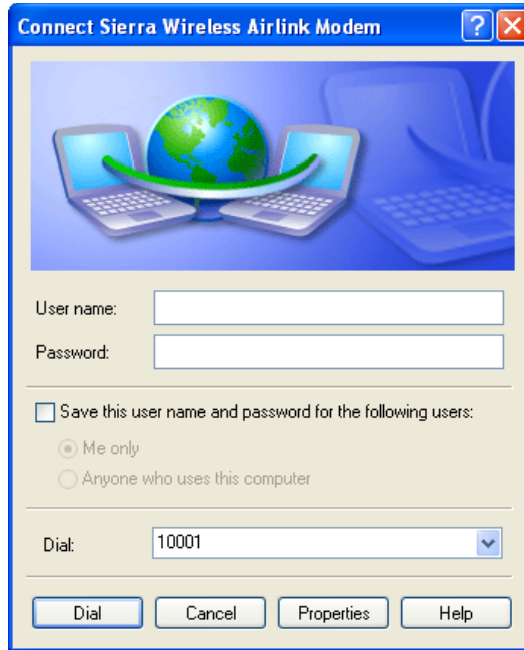 Connect Sierra Wireless Airlink Modem
User name:
Password:
Save this user name and password for the following users:
Me only
Anyone who uses this computer
Dial: 10001
Dial Cancel Properties Help